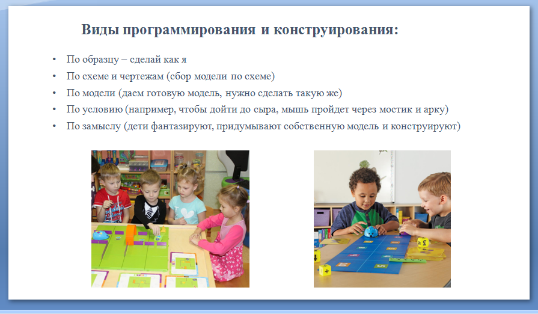 Виды программирования и конструирования:
• По образцу – сделай как я
• По схеме и чертежам (сбор модели по схеме)
• По модели (даем готовую модель, нужно сделать такую же)
• По условию (например, чтобы дойти до сыра, мышь пройдет через мостик и арку)
• По замыслу (дети фантазируют, придумывают собственную модель и конструируют)